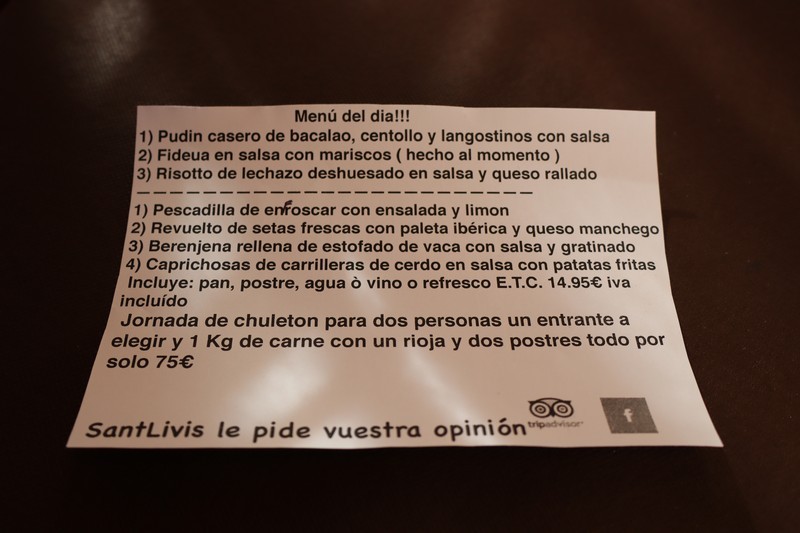 Menú del dia!!!
1) Pudin casero de bacalao, centollo y langostinos con salsa
2) Fideua en salsa con mariscos ( hecho al momento )
3) Risotto de lechazo deshuesado en salsa y queso rallado
— — — — — — — — — — — — — — — — — — — —
1) Pescadilla de enroscar con ensalada y limon
2) Revuelto de setas frescas con paleta ibérica y queso manchego
3) Berenjena rellena de estofado de vaca con salsa y gratinado
4) Caprichosas de carrilleras de cerdo en salsa con patatas fritas
Incluye: pan, postre, agua ò vino o refresco E.T.C. 14.95€ iva
incluído
Jornada de chuleton para dos personas un entrante a
elegir y 1 Kg de carne con un rioja y dos postres todo por
solo 75€
SantLivis le pide vuestra opinión
tripadvisor
f